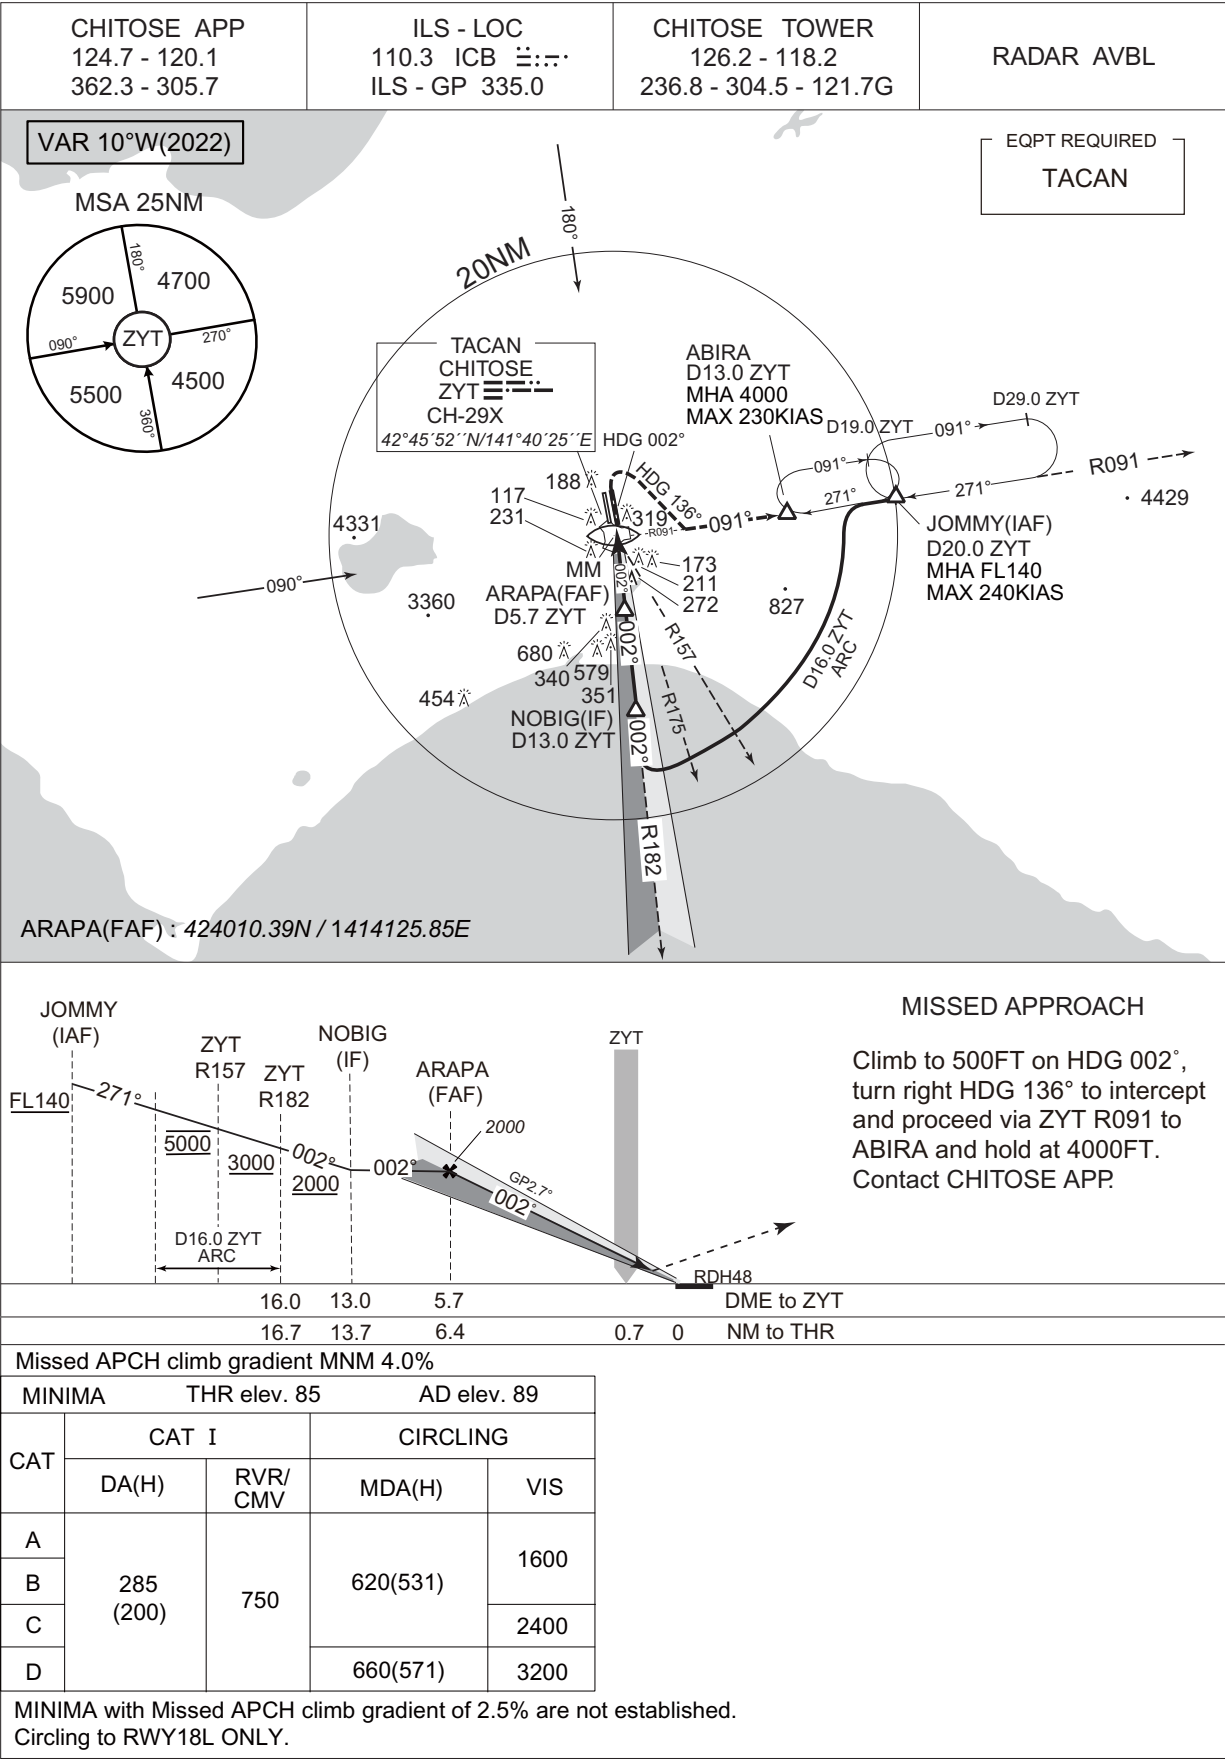 CHITOSE APP
124.7 - 120.1
362.3 - 305.7
ILS - LOC
110.3 ICB
ILS - GP 335.0
CHITOSE TOWER
126.2 - 118.2
236.8 - 304.5 - 121.7G
RADAR AVBL
VAR 10°W(2022)
EQPT REQUIRED
TACAN
MSA 25NM
180°
5900
4700
090°
ZYT
270°
5500
4500
360°
180°
20NM
TACAN
CHITOSE
ZYT
CH-29X
42°45´52´´N/141°40´25´´E
HDG 002°
ABIRA
D13.0 ZYT
MHA 4000
MAX 230KIAS
D19.0 ZYT
D29.0 ZYT
091°
091°
271°
271°
R091
4429
188
HDG 136°
117
231
319
R091
091°
4331
JOMMY(IAF)
D20.0 ZYT
MHA FL140
MAX 240KIAS
MM
002°
173
211
272
090°
ARAPA(FAF)
D5.7 ZYT
3360
827
002°
R157
D16.0 ZYT
ARC
680
340
579
351
454
R175
NOBIG(IF)
D13.0 ZYT
002°
R182
ARAPA(FAF) : 424010.39N / 1414125.85E
JOMMY
(IAF)
ZYT
R157
ZYT
R182
NOBIG
(IF)
ARAPA
(FAF)
ZYT
FL140
271°
5000
3000
002°
2000
002°
2000
GP2.7°
002°
D16.0 ZYT
ARC
RDH48
16.0 13.0 5.7 DME to ZYT
16.7 13.7 6.4 0.7 0 NM to THR
MISSED APPROACH
Climb to 500FT on HDG 002°,
turn right HDG 136° to intercept
and proceed via ZYT R091 to
ABIRA and hold at 4000FT.
Contact CHITOSE APP.
Missed APCH climb gradient MNM 4.0%
MINIMA THR elev. 85 AD elev. 89
CAT CAT I CIRCLING
DA(H) RVR/
CMV MDA(H) VIS
A
B
C
D
285
(200)
750
620(531)
1600
2400
660(571) 3200
MINIMA with Missed APCH climb gradient of 2.5% are not established.
Circling to RWY18L ONLY.